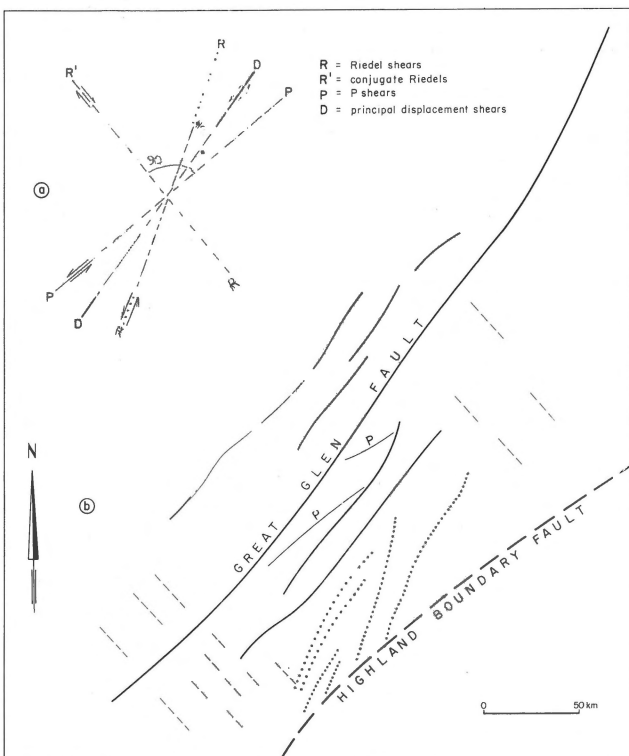 R
D
P
R'
90
a
P
D
R
R
R = Riedel shears
R' = conjugate Riedels
P = P shears
D = principal displacement shears
N
b
GREAT GLEN FAULT
P
P
HIGHLAND BOUNDARY FAULT
0 50 km